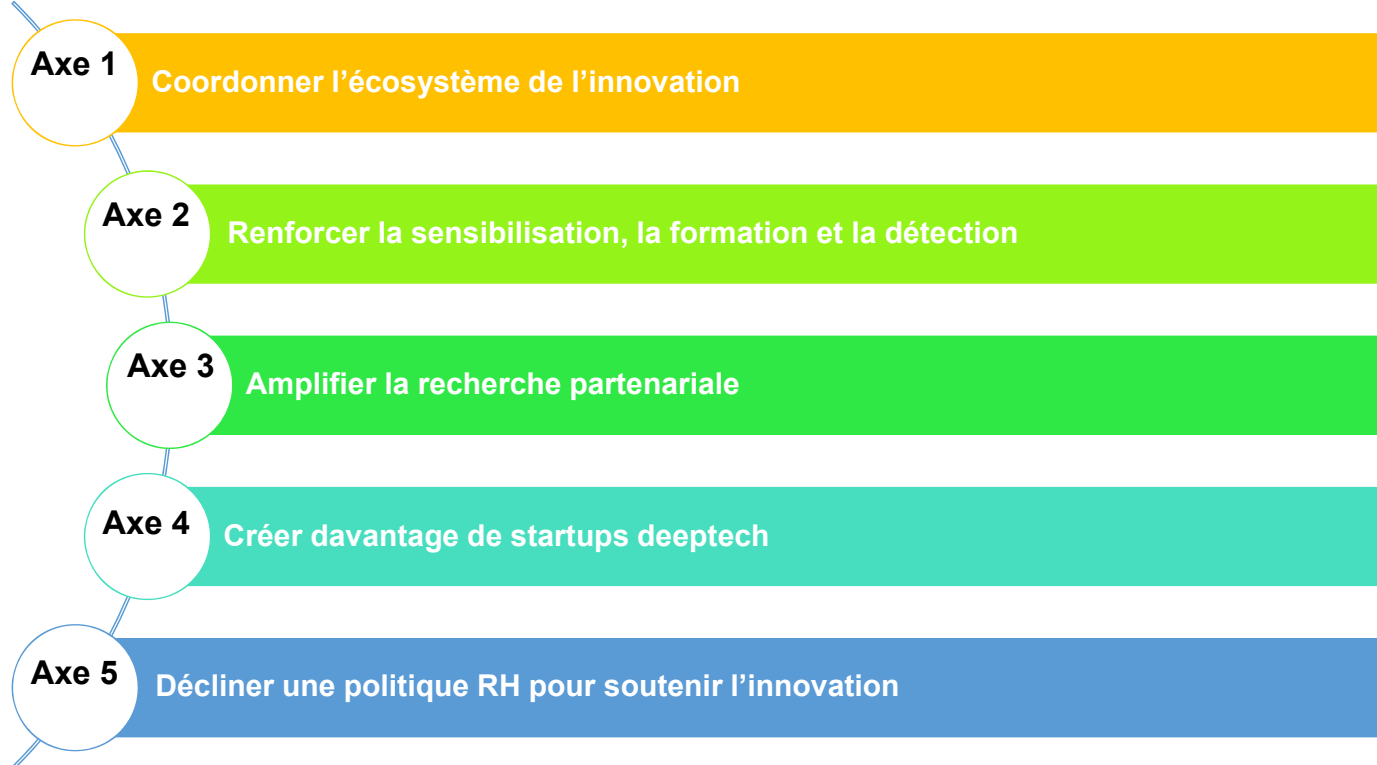 Axe 1
Coordonner l’écosystème de l’innovation
Axe 2
Renforcer la sensibilisation, la formation et la détection
Axe 3
Amplifier la recherche partenariale
Axe 4
Créer davantage de startups deeptech
Axe 5
Décliner une politique RH pour soutenir l’innovation